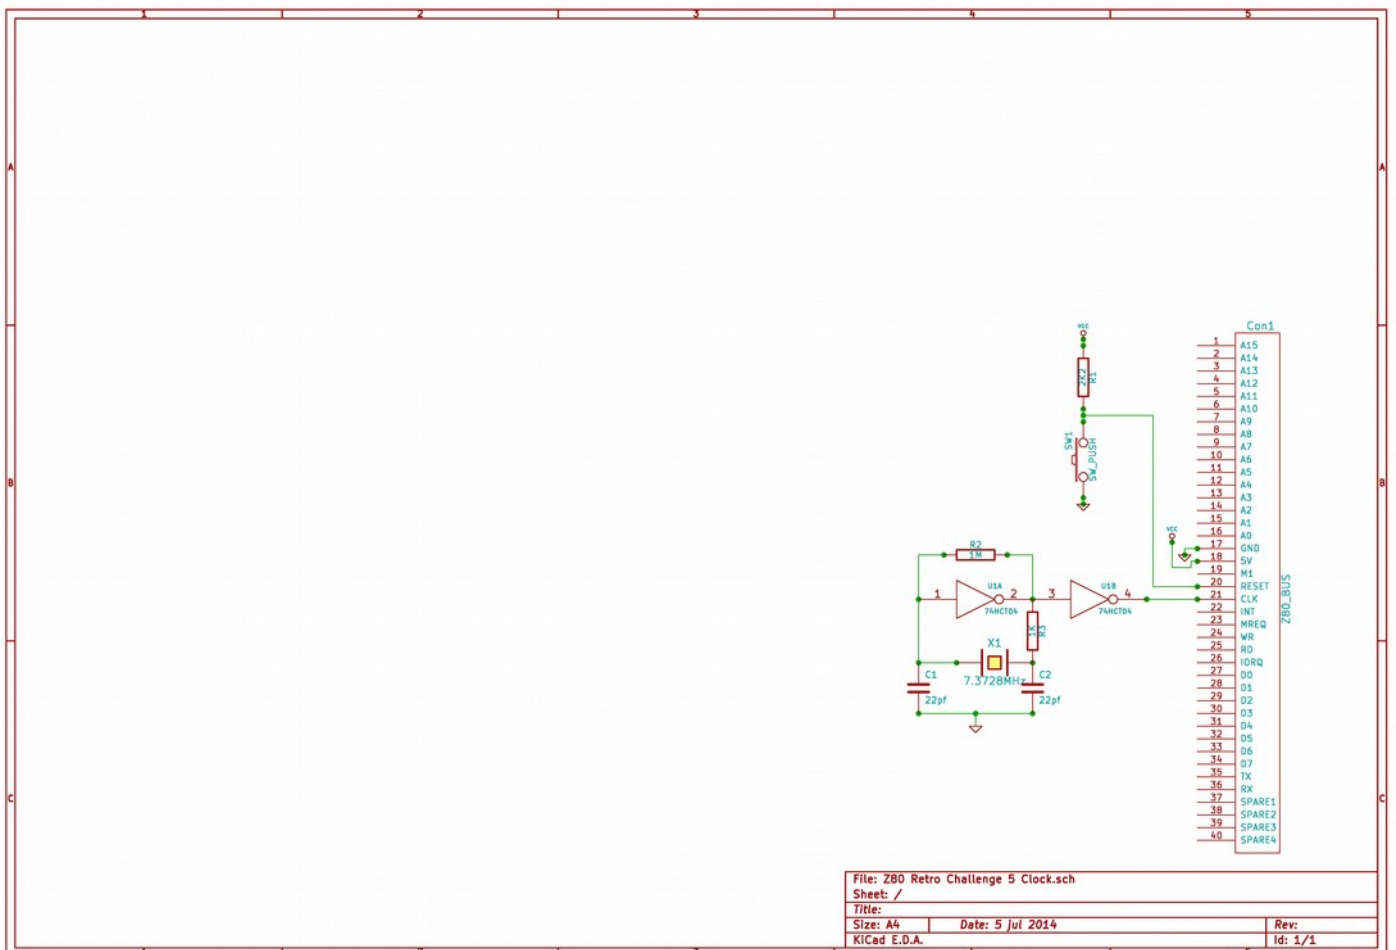 1 2 3 4 5
A A
B B
C C
VCC
2K2
R1
SW1
SW_PUSH
VCC
R2
1M
1 U1A 2
74HCT04
3 U1B 4
74HCT04
1K
R3
X1
7.3728MHz
C1
22pf
C2
22pf
Con1
1 A15
2 A14
3 A13
4 A12
5 A11
6 A10
7 A9
8 A8
9 A7
10 A6
11 A5
12 A4
13 A3
14 A2
15 A1
16 A0
17 GND
18 5V
19 M1
20 RESET
21 CLK
22 INT
23 MREQ
24 WR
25 RD
26 IORQ
27 D0
28 D1
29 D2
30 D3
31 D4
32 D5
33 D6
34 D7
35 TX
36 RX
37 SPARE1
38 SPARE2
39 SPARE3
40 SPARE4
Z80_BUS
File: Z80 Retro Challenge 5 Clock.sch
Sheet: /
Title:
Size: A4 Date: 5 jul 2014 Rev:
KiCad E.D.A. Id: 1/1